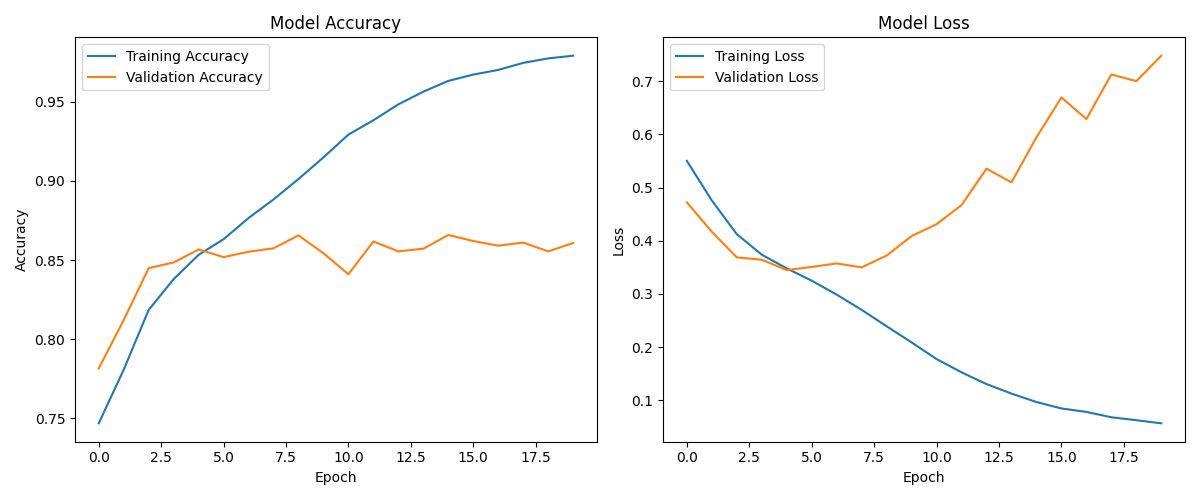 Model Accuracy
Training Accuracy
Validation Accuracy
Accuracy
0.95
0.90
0.85
0.80
0.75
0.0 2.5 5.0 7.5 10.0 12.5 15.0 17.5
Epoch
Model Loss
Training Loss
Validation Loss
Loss
0.7
0.6
0.5
0.4
0.3
0.2
0.1
0.0 2.5 5.0 7.5 10.0 12.5 15.0 17.5
Epoch